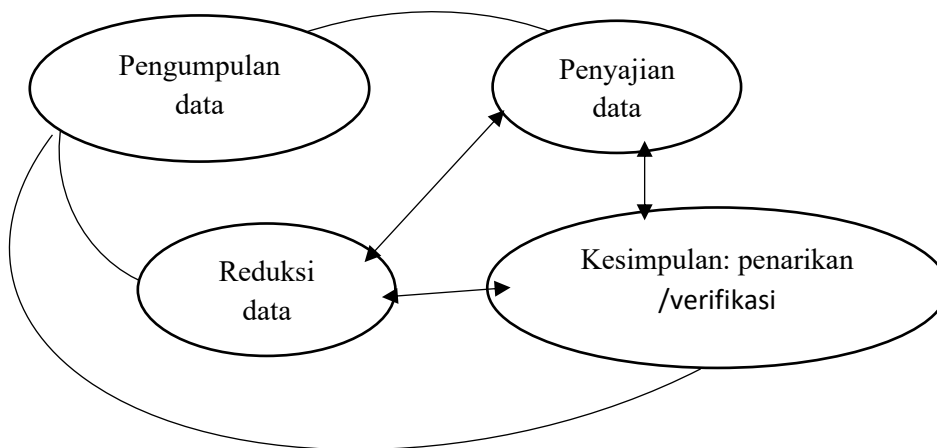 Pengumpulan
data
Penyajian
data
Reduksi
data
Kesimpulan: penarikan
/verifikasi